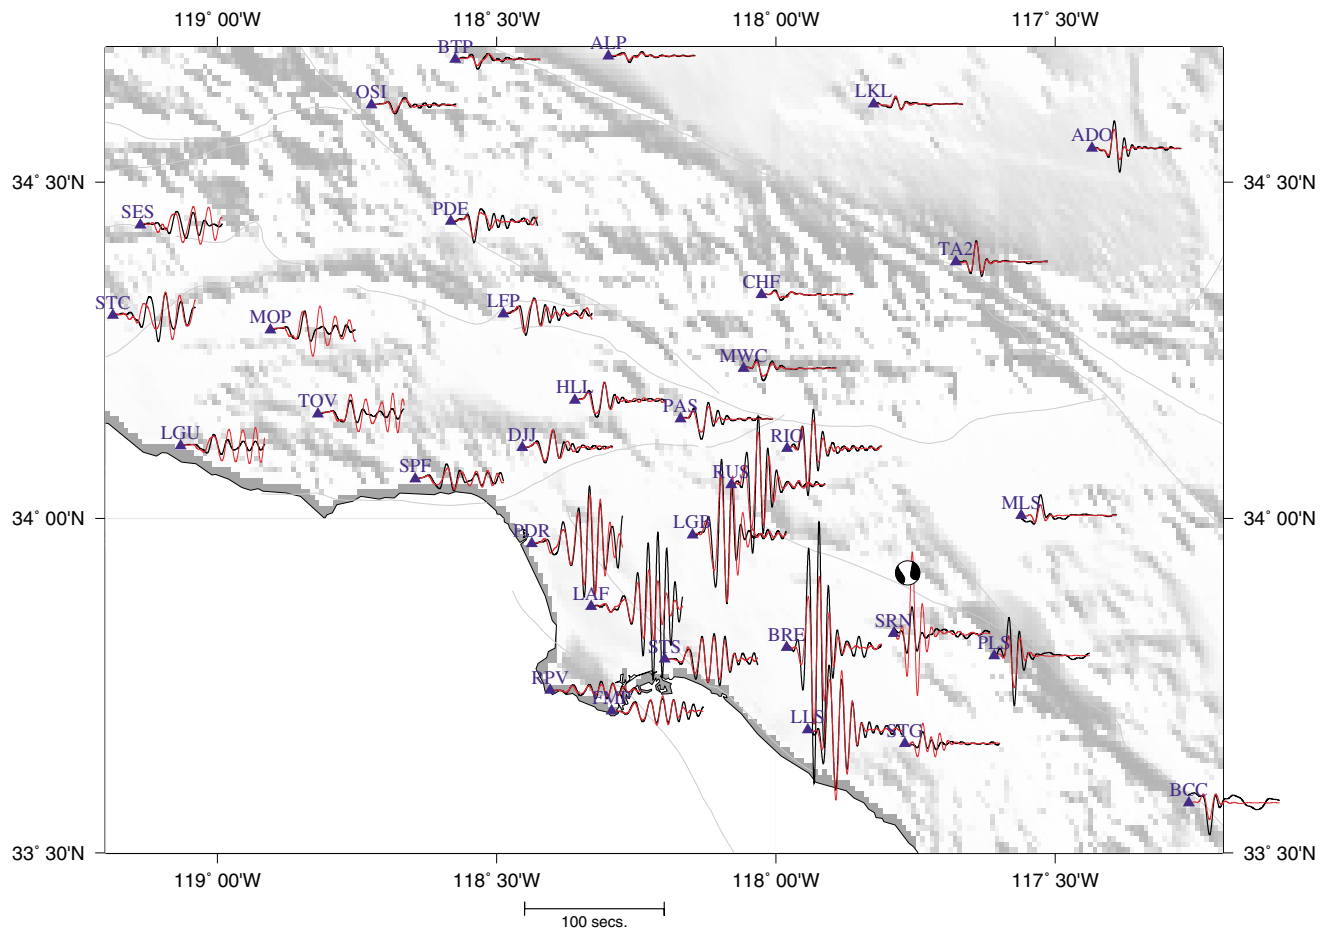 119° 00'W 118° 30'W 118° 00'W 117° 30'W
BTP
ALP
OSI
LKL
ADO
34° 30'N 34° 30'N
SES
PDE
TA2
CHF
STC
LFP
MOP
MWC
HLL
TOV
PAS
LGU
DJJ
RIO
SPF
RUS
MLS
34° 00'N 34° 00'N
PDR
LGB
LAF
SRN
BRE
PLS
STS
RPV
FMP
LLS
STG
BCC
33° 30'N 33° 30'N
119° 00'W 118° 30'W 118° 00'W 117° 30'W
100 secs.